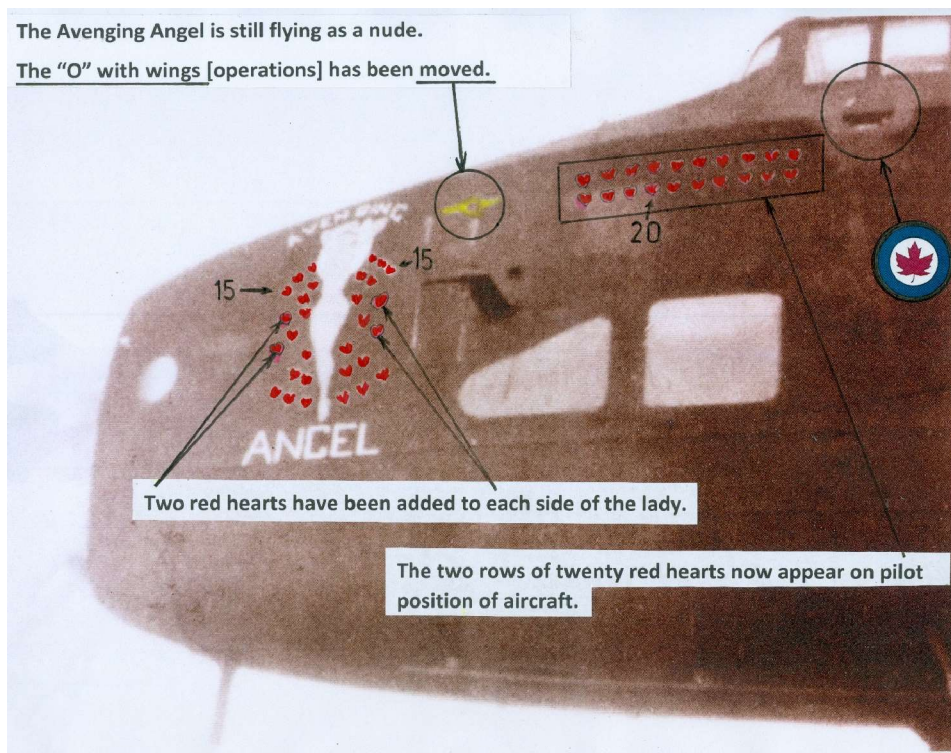 The Avenging Angel is still flying as a nude.
The “O” with wings [operations] has been moved.
AVENGING
20
15
15
ANGEL
Two red hearts have been added to each side of the lady.
The two rows of twenty red hearts now appear on pilot
position of aircraft.